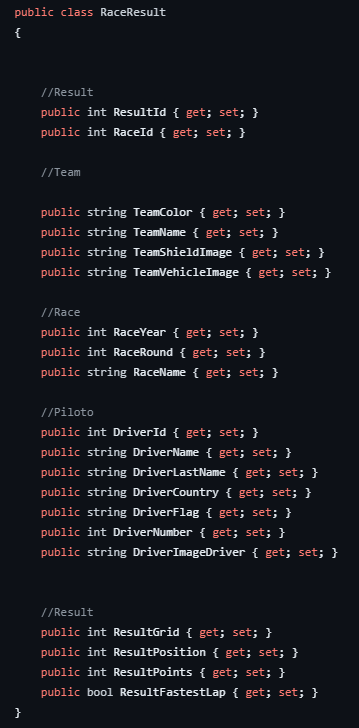 public class RaceResult
{
//Result
public int ResultId { get; set; }
public int RaceId { get; set; }
//Team
public string TeamColor { get; set; }
public string TeamName { get; set; }
public string TeamShieldImage { get; set; }
public string TeamVehicleImage { get; set; }
//Race
public int RaceYear { get; set; }
public int RaceRound { get; set; }
public string RaceName { get; set; }
//Piloto
public int DriverId { get; set; }
public string DriverName { get; set; }
public string DriverLastName { get; set; }
public string DriverCountry { get; set; }
public string DriverFlag { get; set; }
public int DriverNumber { get; set; }
public string DriverImageDriver { get; set; }
//Result
public int ResultGrid { get; set; }
public int ResultPosition { get; set; }
public int ResultPoints { get; set; }
public bool ResultFastestLap { get; set; }
}